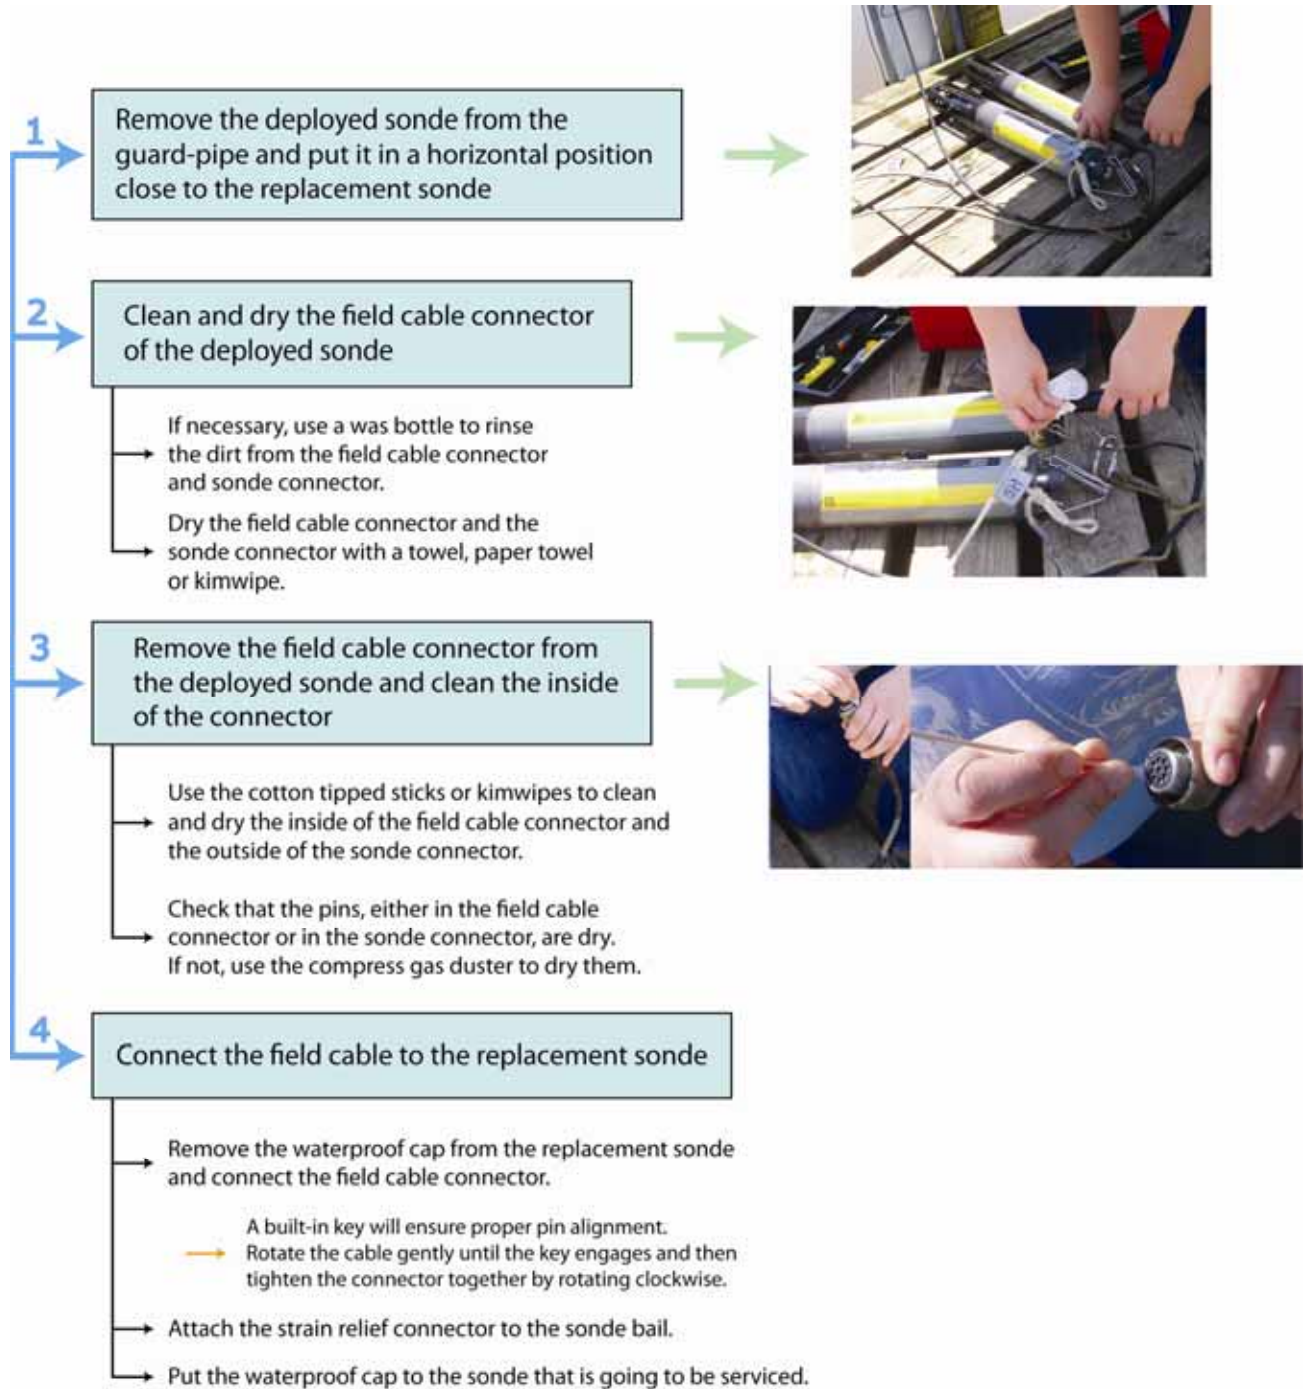 1
Remove the deployed sonde from the
guard-pipe and put it in a horizontal position
close to the replacement sonde
2
Clean and dry the field cable connector
of the deployed sonde
If necessary, use a was bottle to rinse
the dirt from the field cable connector
and sonde connector.
Dry the field cable connector and the
sonde connector with a towel, paper towel
or kimwipe.
3
Remove the field cable connector from
the deployed sonde and clean the inside
of the connector
Use the cotton tipped sticks or kimwipes to clean
and dry the inside of the field cable connector and
the outside of the sonde connector.
Check that the pins, either in the field cable
connector or in the sonde connector, are dry.
If not, use the compress gas duster to dry them.
4
Connect the field cable to the replacement sonde
Remove the waterproof cap from the replacement sonde
and connect the field cable connector.
A built-in key will ensure proper pin alignment.
Rotate the cable gently until the key engages and then
tighten the connector together by rotating clockwise.
Attach the strain relief connector to the sonde bail.
Put the waterproof cap to the sonde that is going to be serviced.